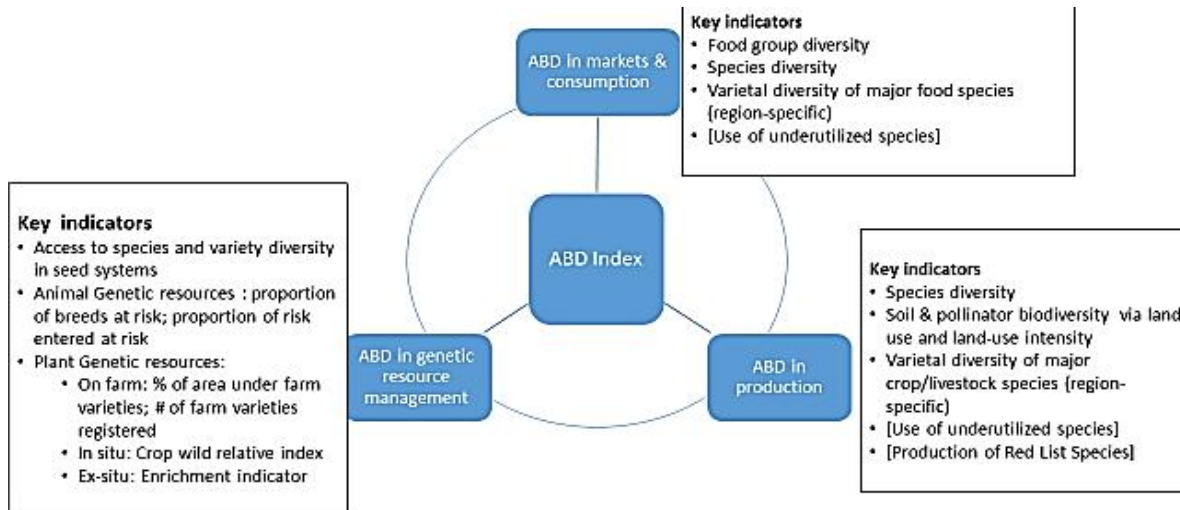 ABD in markets &
consumption
Key indicators
• Food group diversity
• Species diversity
• Varietal diversity of major food species
{region-specific)
• [Use of underutilized species]
ABD Index
Key indicators
• Access to species and variety diversity
in seed systems
• Animal Genetic resources : proportion
of breeds at risk; proportion of risk
entered at risk
• Plant Genetic resources:
• On farm: % of area under farm
varieties; # of farm varieties
registered
• In situ: Crop wild relative index
• Ex-situ: Enrichment indicator
ABD in genetic
resource
management
ABD in
production
Key indicators
• Species diversity
• Soil & pollinator biodiversity via land
use and land-use intensity
• Varietal diversity of major
crop/livestock species {region-
specific)
• [Use of underutilized species]
• [Production of Red List Species]